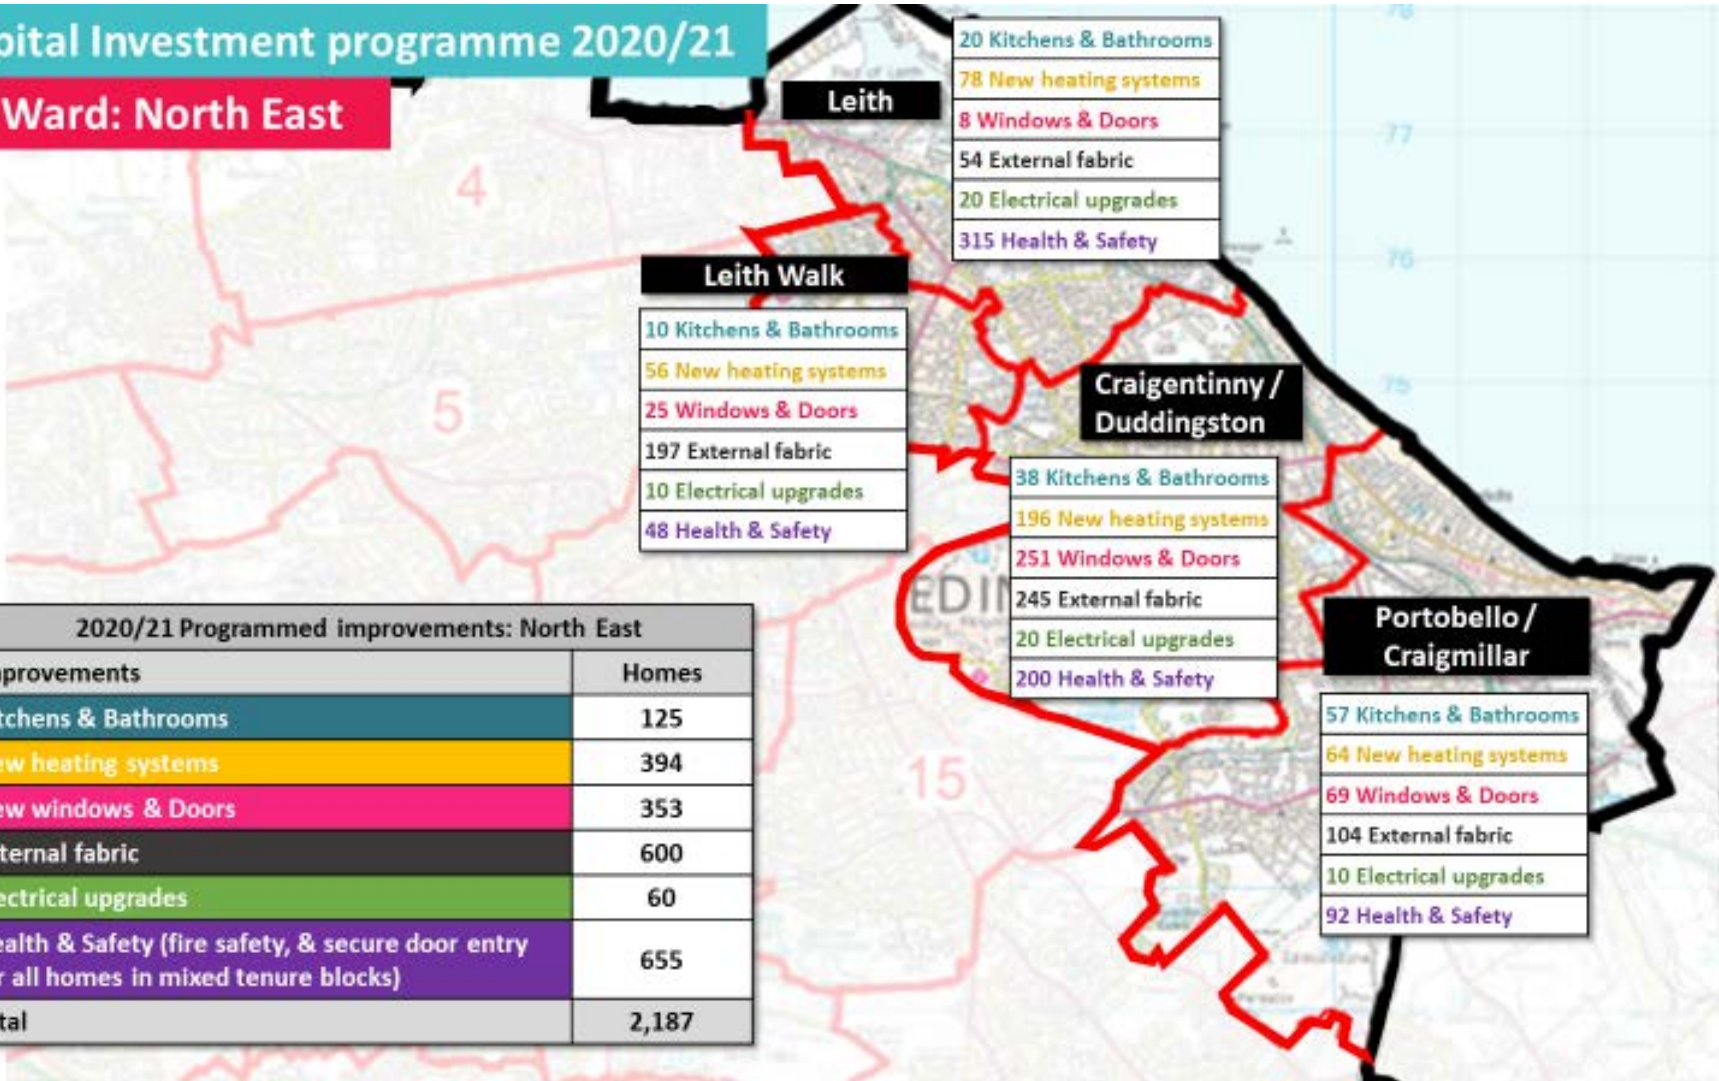 pital Investment programme 2020/21
Ward: North East
Leith
20 Kitchens & Bathrooms
78 New heating systems
8 Windows & Doors
54 External fabric
20 Electrical upgrades
315 Health & Safety
78
77
76
75
4
5
15
Leith Walk
10 Kitchens & Bathrooms
56 New heating systems
25 Windows & Doors
197 External fabric
10 Electrical upgrades
48 Health & Safety
Craigentinny /
Duddingston
38 Kitchens & Bathrooms
196 New heating systems
251 Windows & Doors
245 External fabric
20 Electrical upgrades
200 Health & Safety
EDIN
Portobello /
Craigmillar
57 Kitchens & Bathrooms
64 New heating systems
69 Windows & Doors
104 External fabric
10 Electrical upgrades
92 Health & Safety
2020/21 Programmed improvements: North East
provements Homes
tchens & Bathrooms 125
ew heating systems 394
ew windows & Doors 353
ternal fabric 600
ectrical upgrades 60
ealth & Safety (fire safety, & secure door entry
r all homes in mixed tenure blocks) 655
tal 2,187